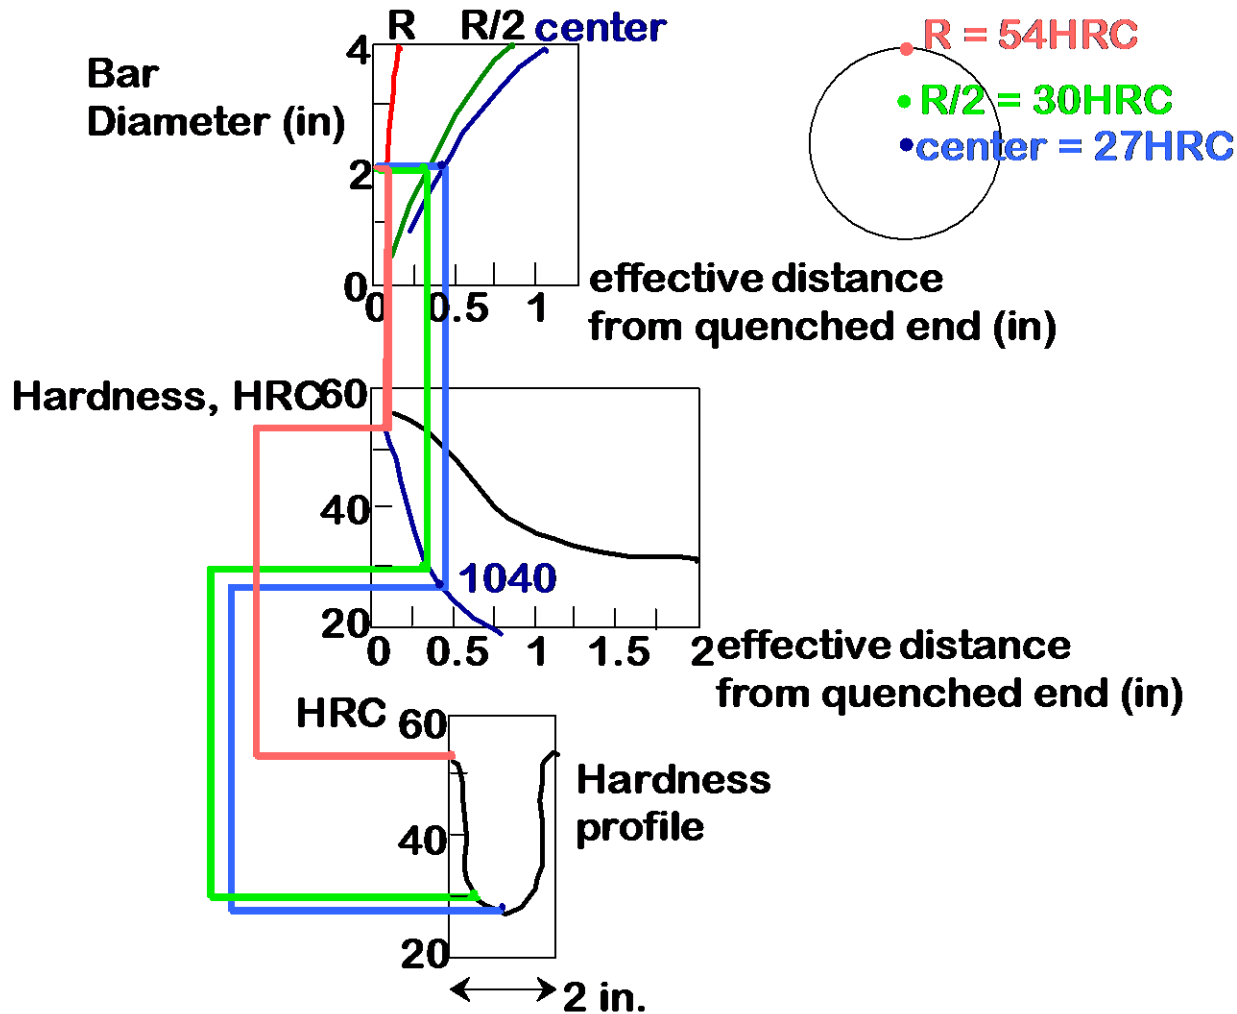 R R/2 center
R = 54HRC
4
Bar
Diameter (in)
R/2 = 30HRC
center = 27HRC
2
0
0 0.5 1
effective distance
from quenched end (in)
Hardness, HRC 60
40
1040
20
0 0.5 1 1.5 2
effective distance
from quenched end (in)
HRC 60
Hardness
profile
40
20
2 in.